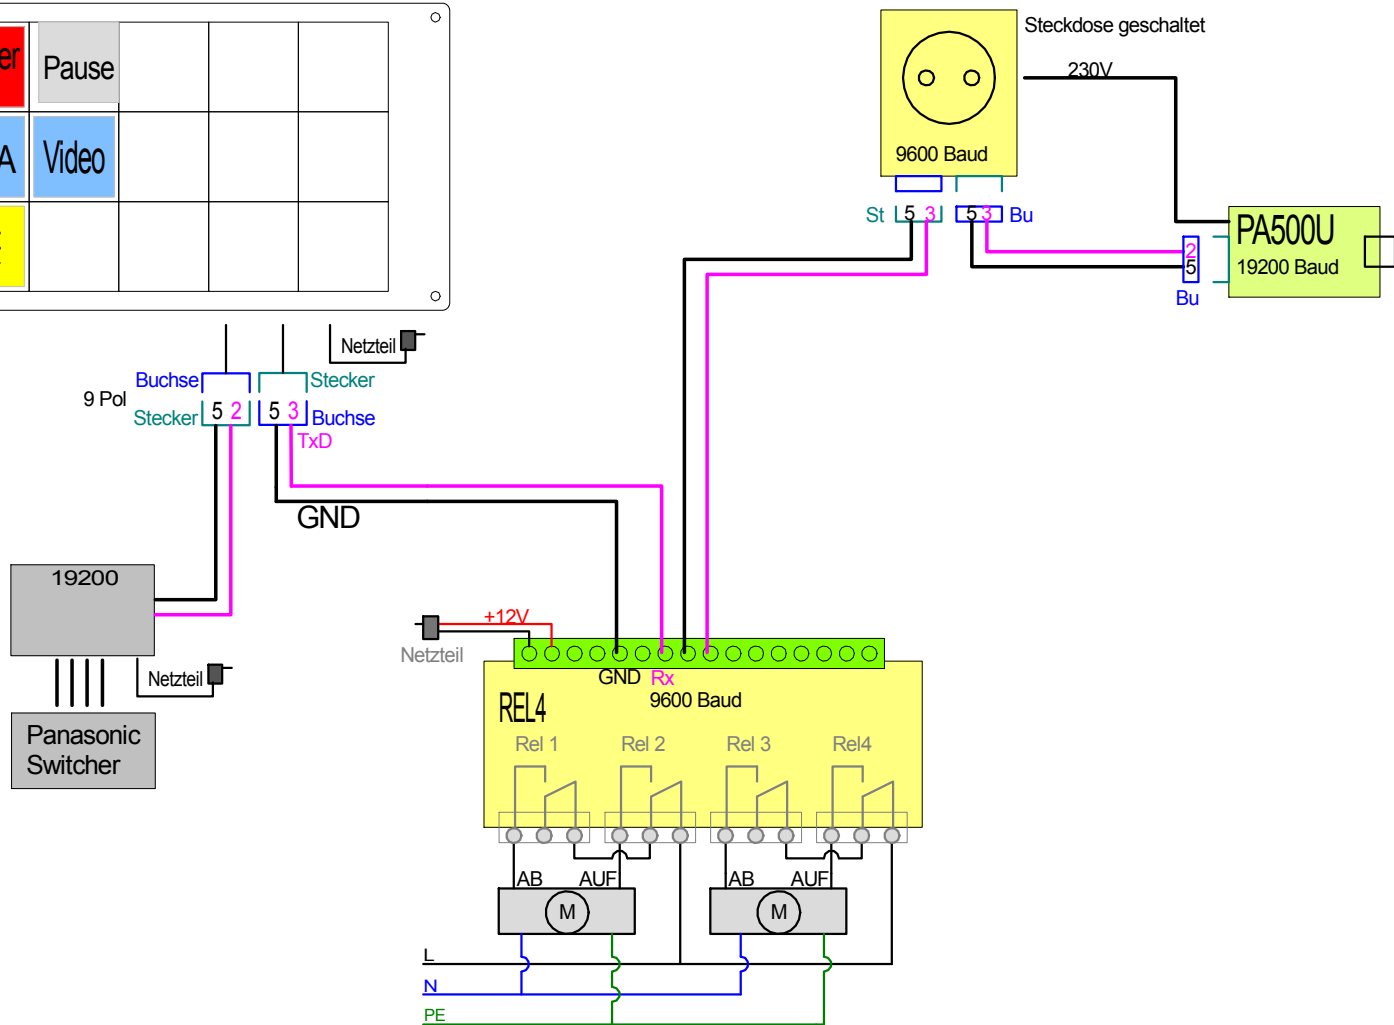 er
Pause
A
Video
Steckdose geschaltet
230V
9600 Baud
St 5 3 5 3 Bu
PA500U
19200 Baud
2
5
Bu
Netzteil
Buchse
Stecker
9 Pol
Stecker 5 2 5 3 Buchse
TxD
GND
19200
Netzteil
Panasonic
Switcher
+12V
Netzteil
GND Rx
9600 Baud
REL4
Rel 1 Rel 2 Rel 3 Rel4
AB AUF AB AUF
M M
L
N
PE